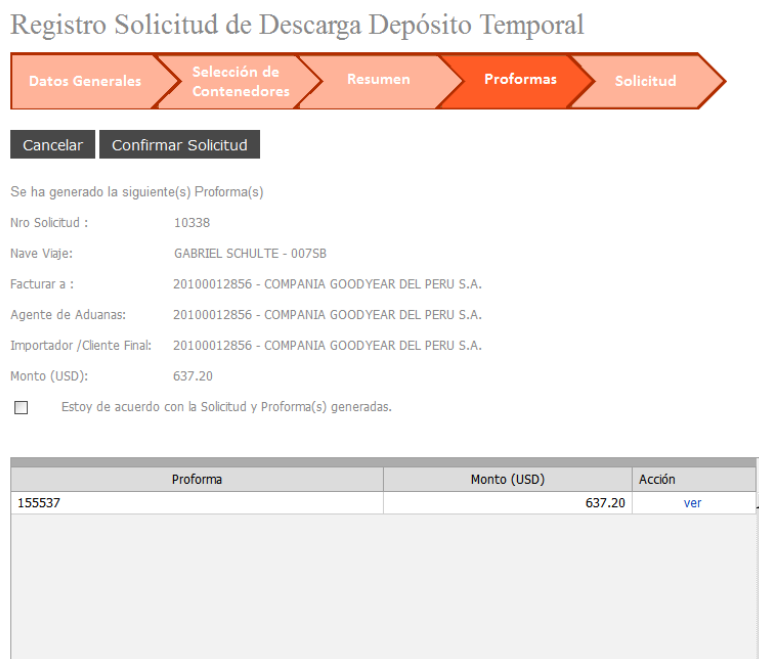 Registro Solicitud de Descarga Depósito Temporal
Datos Generales
Selección de
Contenedores
Resumen
Proformas
Solicitud
Cancelar Confirmar Solicitud
Se ha generado la siguiente(s) Proforma(s)
Nro Solicitud : 10338
Nave Viaje: GABRIEL SCHULTE - 007SB
Facturar a : 20100012856 - COMPANIA GOODYEAR DEL PERU S.A.
Agente de Aduanas: 20100012856 - COMPANIA GOODYEAR DEL PERU S.A.
Importador /Cliente Final: 20100012856 - COMPANIA GOODYEAR DEL PERU S.A.
Monto (USD): 637.20
Estoy de acuerdo con la Solicitud y Proforma(s) generadas.
Proforma Monto (USD) Acción
155537 637.20 ver